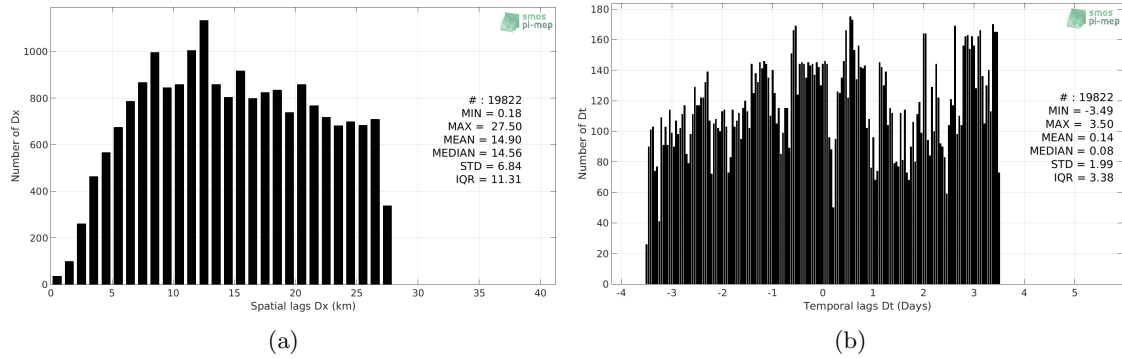 smos
pi-mep
1000
800
600
400
200
0
Number of Dx
# : 19822
MIN = 0.18
MAX = 27.50
MEAN = 14.90
MEDIAN = 14.56
STD = 6.84
IQR = 11.31
0 5 10 15 20 25 30 35 40
Spatial lags Dx (km)
(a)
smos
pi-mep
180
160
140
120
100
80
60
40
20
0
Number of Dt
# : 19822
MIN = -3.49
MAX = 3.50
MEAN = 0.14
MEDIAN = 0.08
STD = 1.99
IQR = 3.38
-4 -3 -2 -1 0 1 2 3 4 5
Temporal lags Dt (Days)
(b)